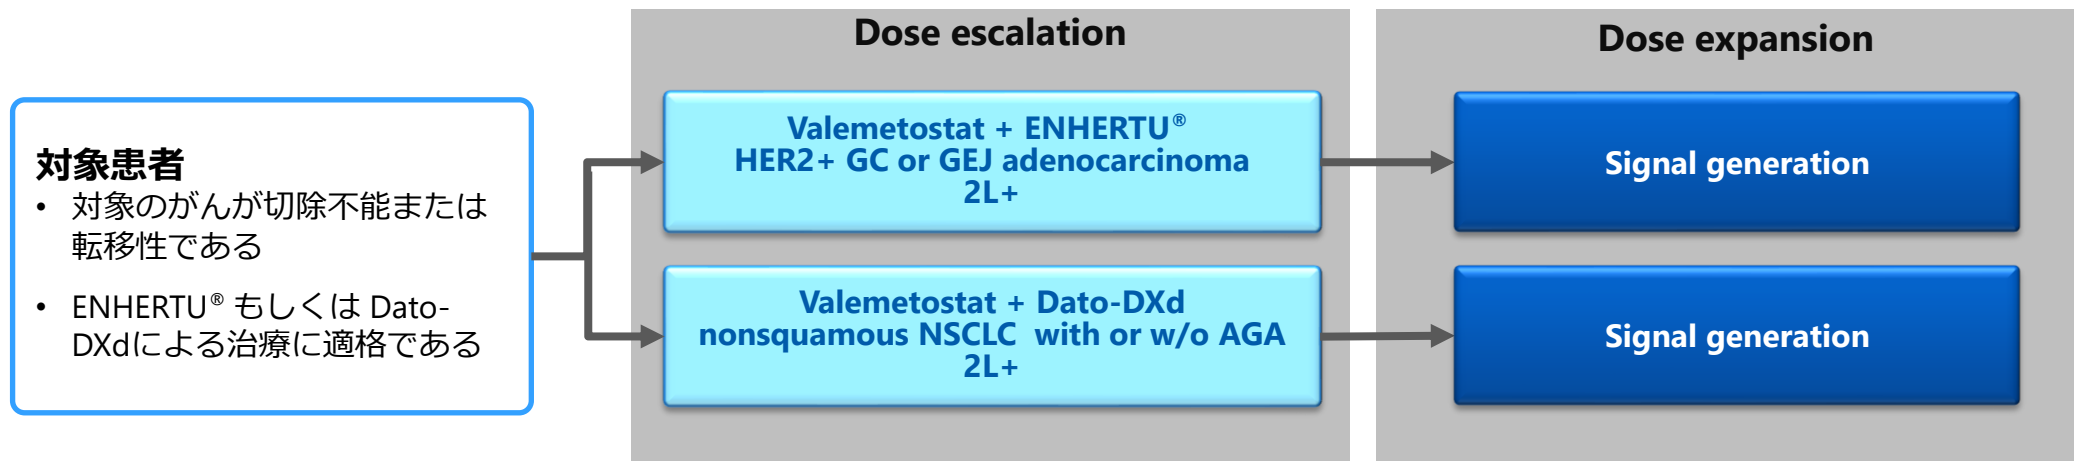 対象患者
• 対象のがんが切除不能または
転移性である
• ENHERTU® もしくは Dato-
DXdによる治療に適格である
Dose escalation
Valemetostat + ENHERTU®
HER2+ GC or GEJ adenocarcinoma
2L+
Valemetostat + Dato-DXd
nonsquamous NSCLC with or w/o AGA
2L+
Dose expansion
Signal generation
Signal generation